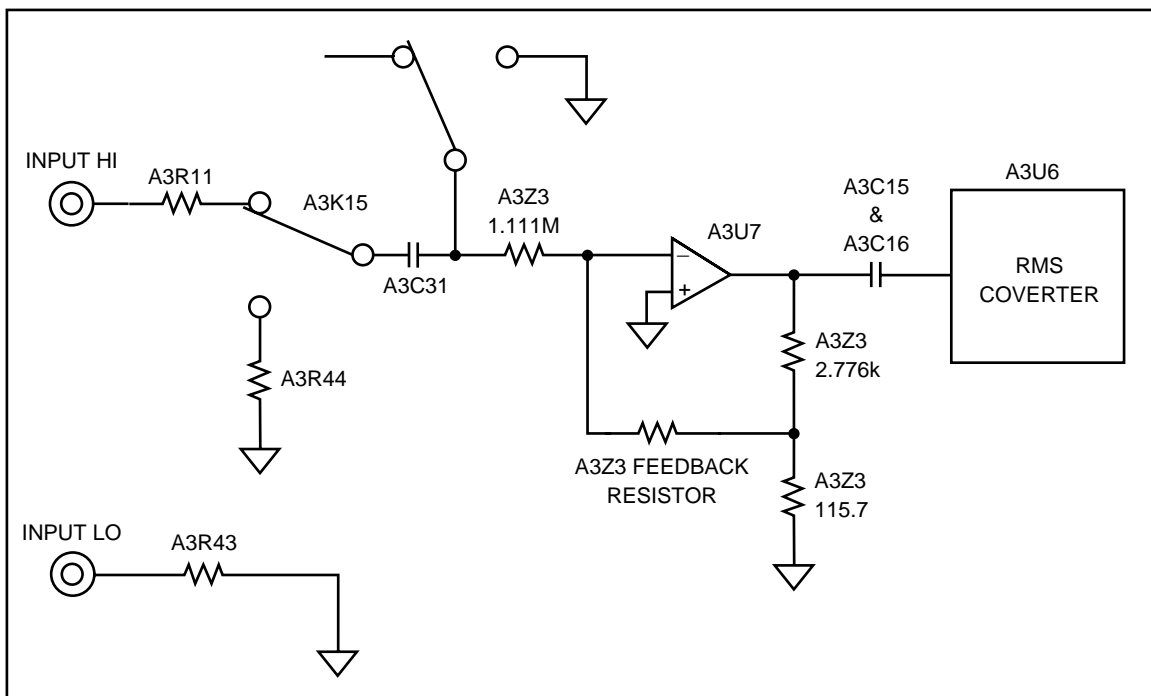 INPUT HI
A3R11
A3K15
A3C31
A3Z3
1.111M
A3U7
−
+
A3C15
&
A3C16
A3U6
RMS
COVERTER
A3Z3
2.776k
A3R44
A3Z3 FEEDBACK
RESISTOR
A3Z3
115.7
INPUT LO
A3R43